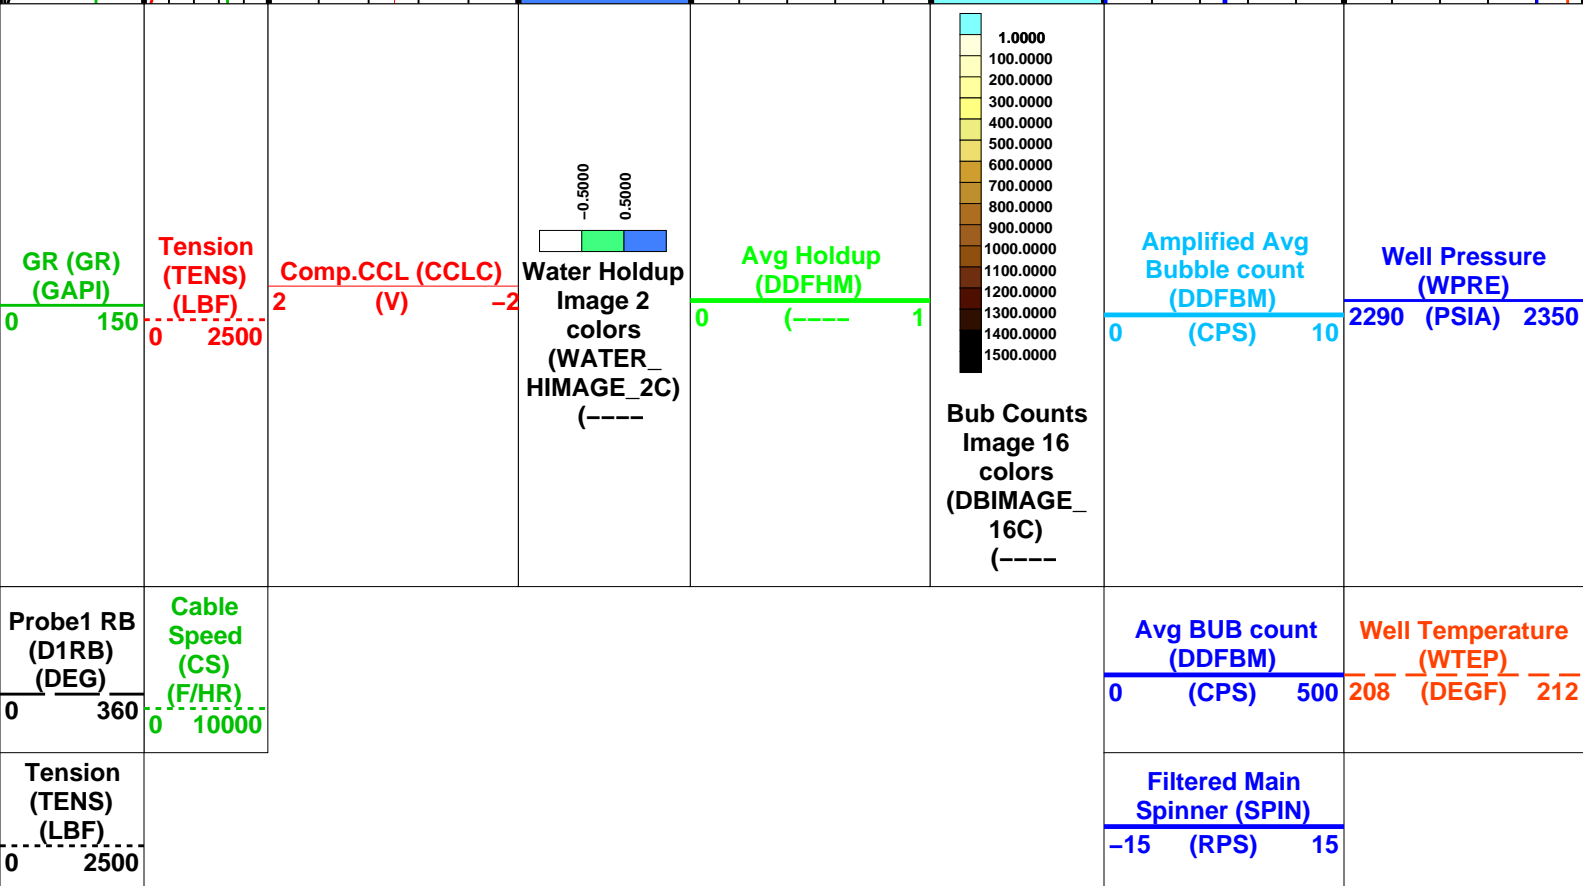 GR (GR)
(GAPI)
0 150
Tension
(TENS)
(LBF)
0 2500
Comp.CCL (CCLC)
2 (V) −2
−0.5000
0.5000
Water Holdup
Image 2
colors
(WATER_
HIMAGE_2C)
(−−−−
Avg Holdup
(DDFHM)
0 (−−−− 1
1.0000
100.0000
200.0000
300.0000
400.0000
500.0000
600.0000
700.0000
800.0000
900.0000
1000.0000
1100.0000
1200.0000
1300.0000
1400.0000
1500.0000
Bub Counts
Image 16
colors
(DBIMAGE_
16C)
(−−−−
Amplified Avg
Bubble count
(DDFBM)
0 (CPS) 10
Well Pressure
(WPRE)
2290 (PSIA) 2350
Probe1 RB
(D1RB)
(DEG)
0 360
Cable
Speed
(CS)
(F/HR)
0 10000
Avg BUB count
(DDFBM)
0 (CPS) 500
Well Temperature
(WTEP)
208 (DEGF) 212
Tension
(TENS)
(LBF)
0 2500
Filtered Main
Spinner (SPIN)
−15 (RPS) 15